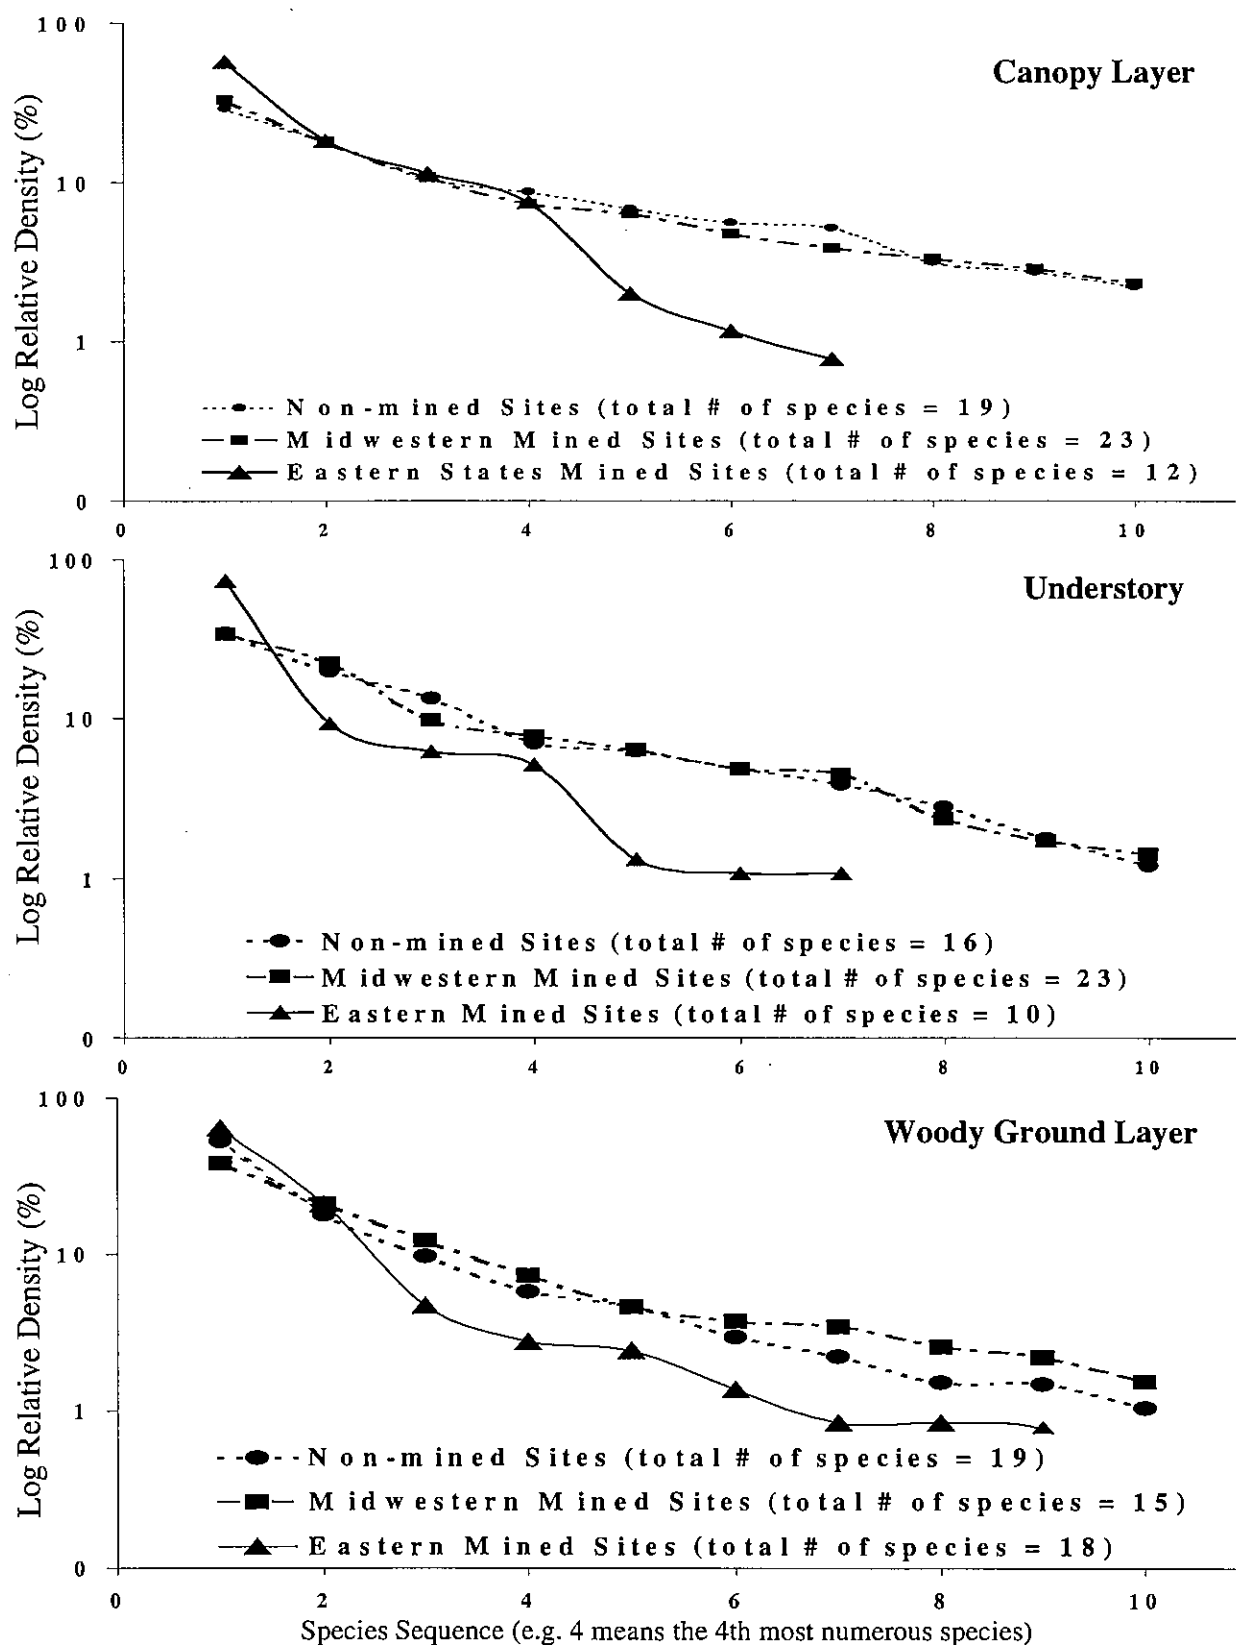 100
Canopy Layer
10
Log Relative Density (%)
1
Non-mined Sites (total # of species = 19)
Midwestern Mined Sites (total # of species = 23)
Eastern States Mined Sites (total # of species = 12)
0
0 2 4 6 8 10
100
Understory
10
Log Relative Density (%)
1
Non-mined Sites (total # of species = 16)
Midwestern Mined Sites (total # of species = 23)
Eastern Mined Sites (total # of species = 10)
0
0 2 4 6 8 10
100
Woody Ground Layer
10
Log Relative Density (%)
1
Non-mined Sites (total # of species = 19)
Midwestern Mined Sites (total # of species = 15)
Eastern Mined Sites (total # of species = 18)
0
0 2 4 6 8 10
Species Sequence (e.g. 4 means the 4th most numerous species)